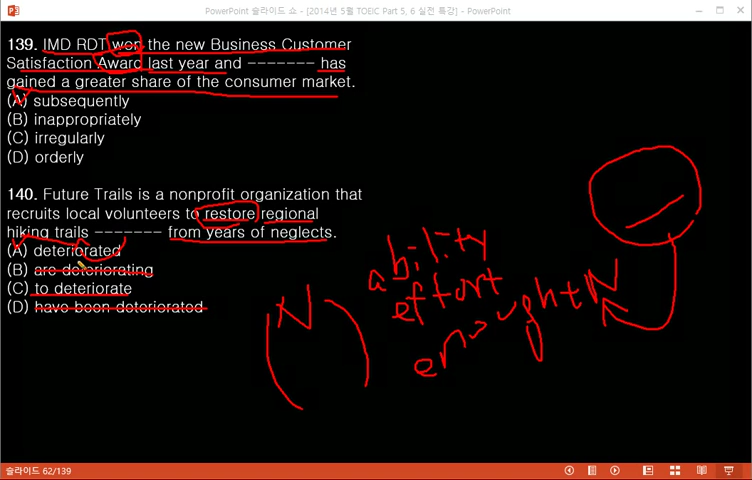 PowerPoint 슬라이드 쇼 - [2014년 5월 TOEIC Part 5, 6 실전 특강] - PowerPoint
139. IMD RDT won the new Business Customer
Satisfaction Award last year and ------- has
gained a greater share of the consumer market.
(A) subsequently
(B) inappropriately
(C) irregularly
(D) orderly
140. Future Trails is a nonprofit organization that
recruits local volunteers to restore regional
hiking trails ------- from years of neglects.
(A) deteriorated
(B) are deteriorating
(C) to deteriorate
(D) have been deteriorated
ability
effort
enough + N
N
슬라이드 62/139